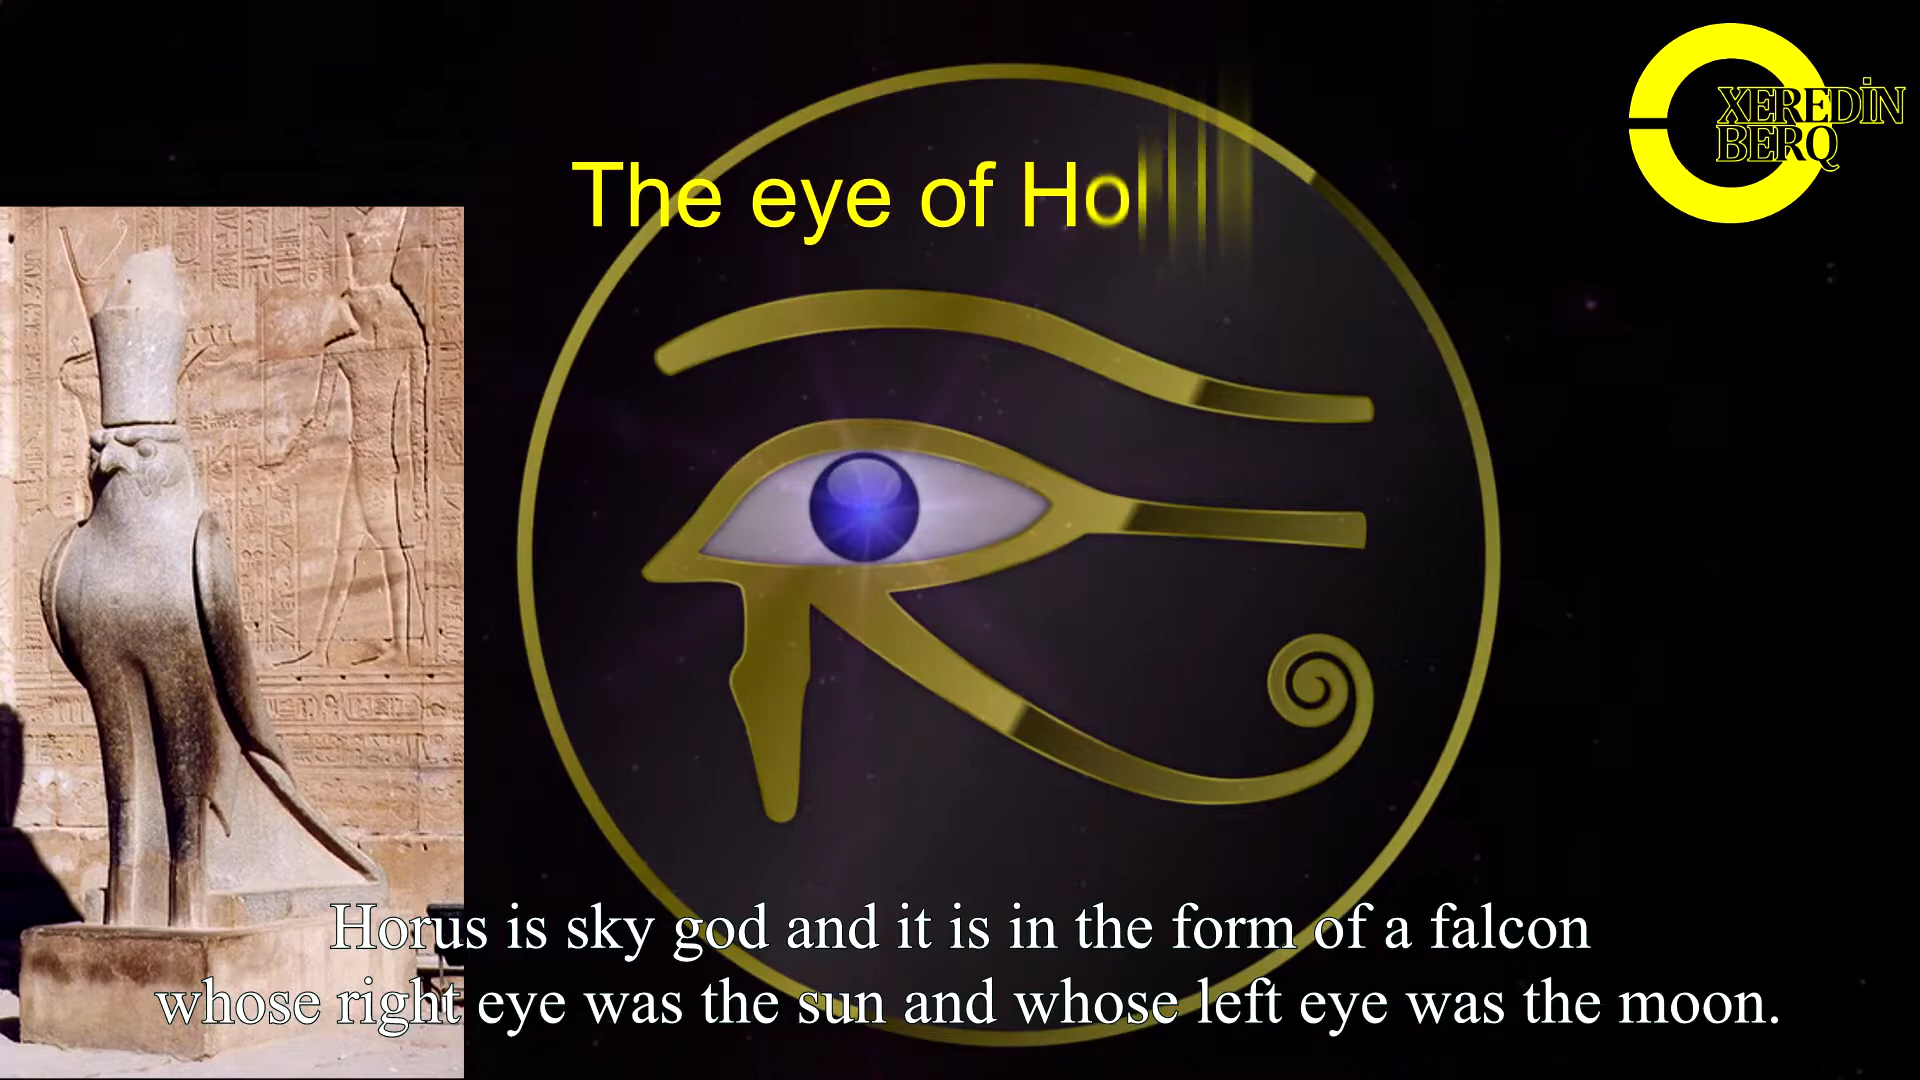 The eye of Ho
XEREDİN
BERQ
Horus is sky god and it is in the form of a falcon
whose right eye was the sun and whose left eye was the moon.